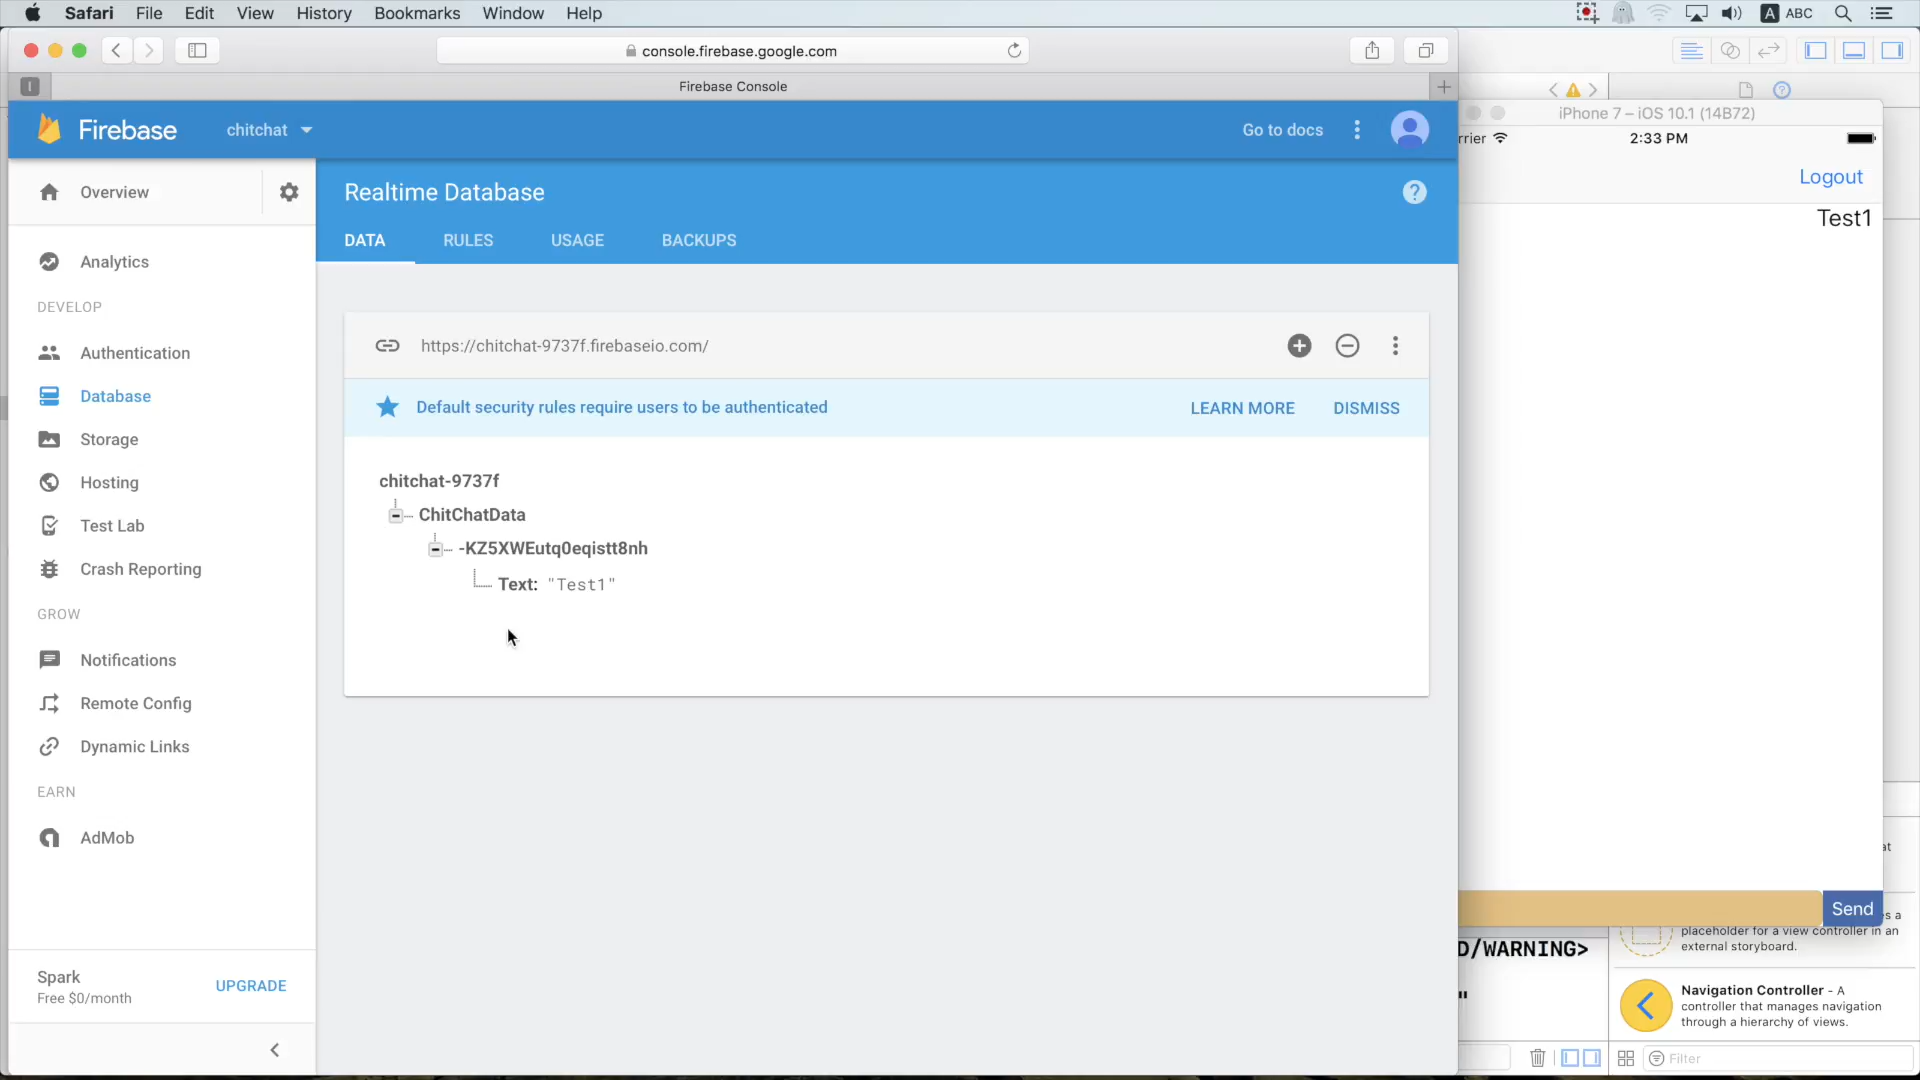 Safari File Edit View History Bookmarks Window Help
A ABC
console.firebase.google.com
I
Firebase Console
iPhone 7 – iOS 10.1 (14B72)
Firebase
chitchat
Go to docs
rrier
2:33 PM
Logout
Test1
Overview
Realtime Database
?
DATA RULES USAGE BACKUPS
Analytics
DEVELOP
Authentication
Database
Storage
Hosting
Test Lab
Crash Reporting
GROW
Notifications
Remote Config
Dynamic Links
EARN
AdMob
https://chitchat-9737f.firebaseio.com/
Default security rules require users to be authenticated
LEARN MORE DISMISS
chitchat-9737f
ChitChatData
-KZ5XWEutq0eqistt8nh
Text: "Test1"
Spark
Free $0/month
UPGRADE
at
Send
s a
placeholder for a view controller in an
external storyboard.
D/WARNING>
"
Navigation Controller - A
controller that manages navigation
through a hierarchy of views.
Filter